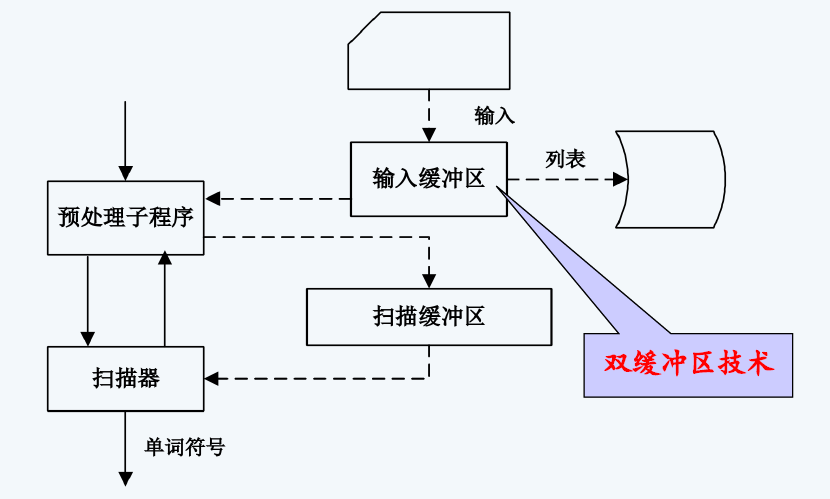 输入
列表
输入缓冲区
预处理子程序
扫描缓冲区
双缓冲区技术
扫描器
单词符号